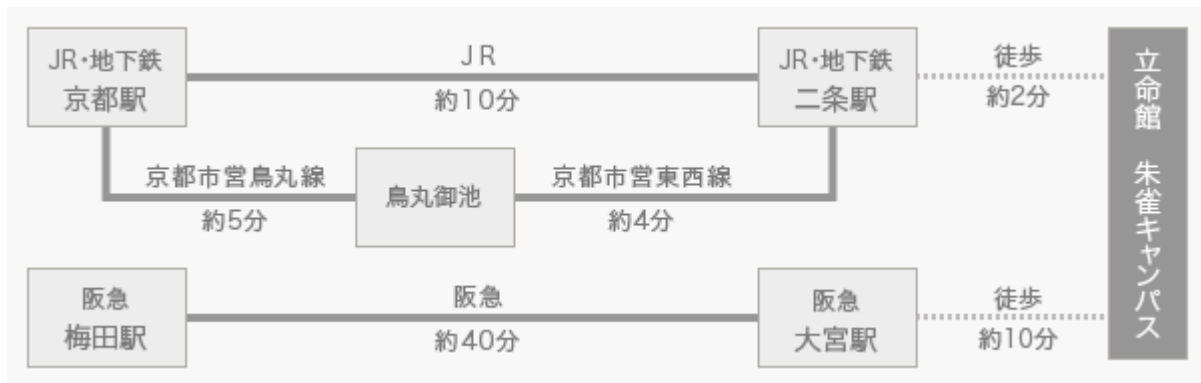 JR・地下鉄
京都駅
JR
約10分
JR・地下鉄
二条駅
徒歩
約2分
京都市営烏丸線
約5分
烏丸御池
京都市営東西線
約4分
阪急
梅田駅
阪急
約40分
阪急
大宮駅
徒歩
約10分
立命館 朱雀キャンパス